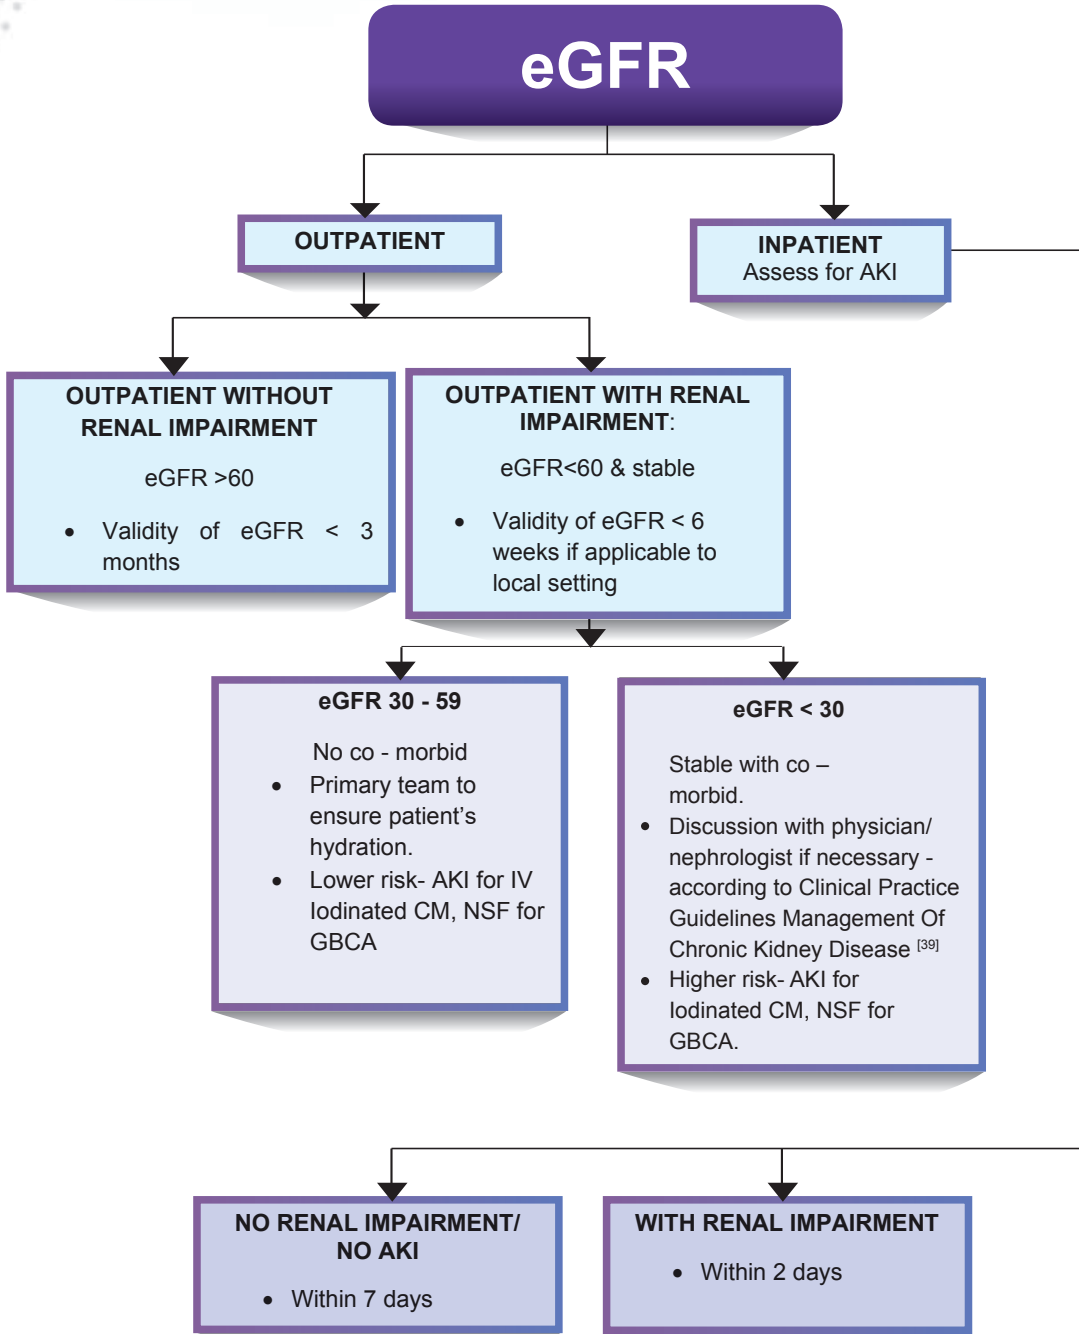 eGFR
OUTPATIENT
INPATIENT
Assess for AKI
OUTPATIENT WITHOUT
RENAL IMPAIRMENT
eGFR >60
• Validity of eGFR < 3
months
OUTPATIENT WITH RENAL
IMPAIRMENT:
eGFR<60 & stable
• Validity of eGFR < 6
weeks if applicable to
local setting
eGFR 30 - 59
No co - morbid
• Primary team to
ensure patient’s
hydration.
• Lower risk- AKI for IV
Iodinated CM, NSF for
GBCA
eGFR < 30
Stable with co –
morbid.
• Discussion with physician/
nephrologist if necessary -
according to Clinical Practice
Guidelines Management Of
Chronic Kidney Disease [39]
• Higher risk- AKI for
Iodinated CM, NSF for
GBCA.
NO RENAL IMPAIRMENT/
NO AKI
• Within 7 days
WITH RENAL IMPAIRMENT
• Within 2 days